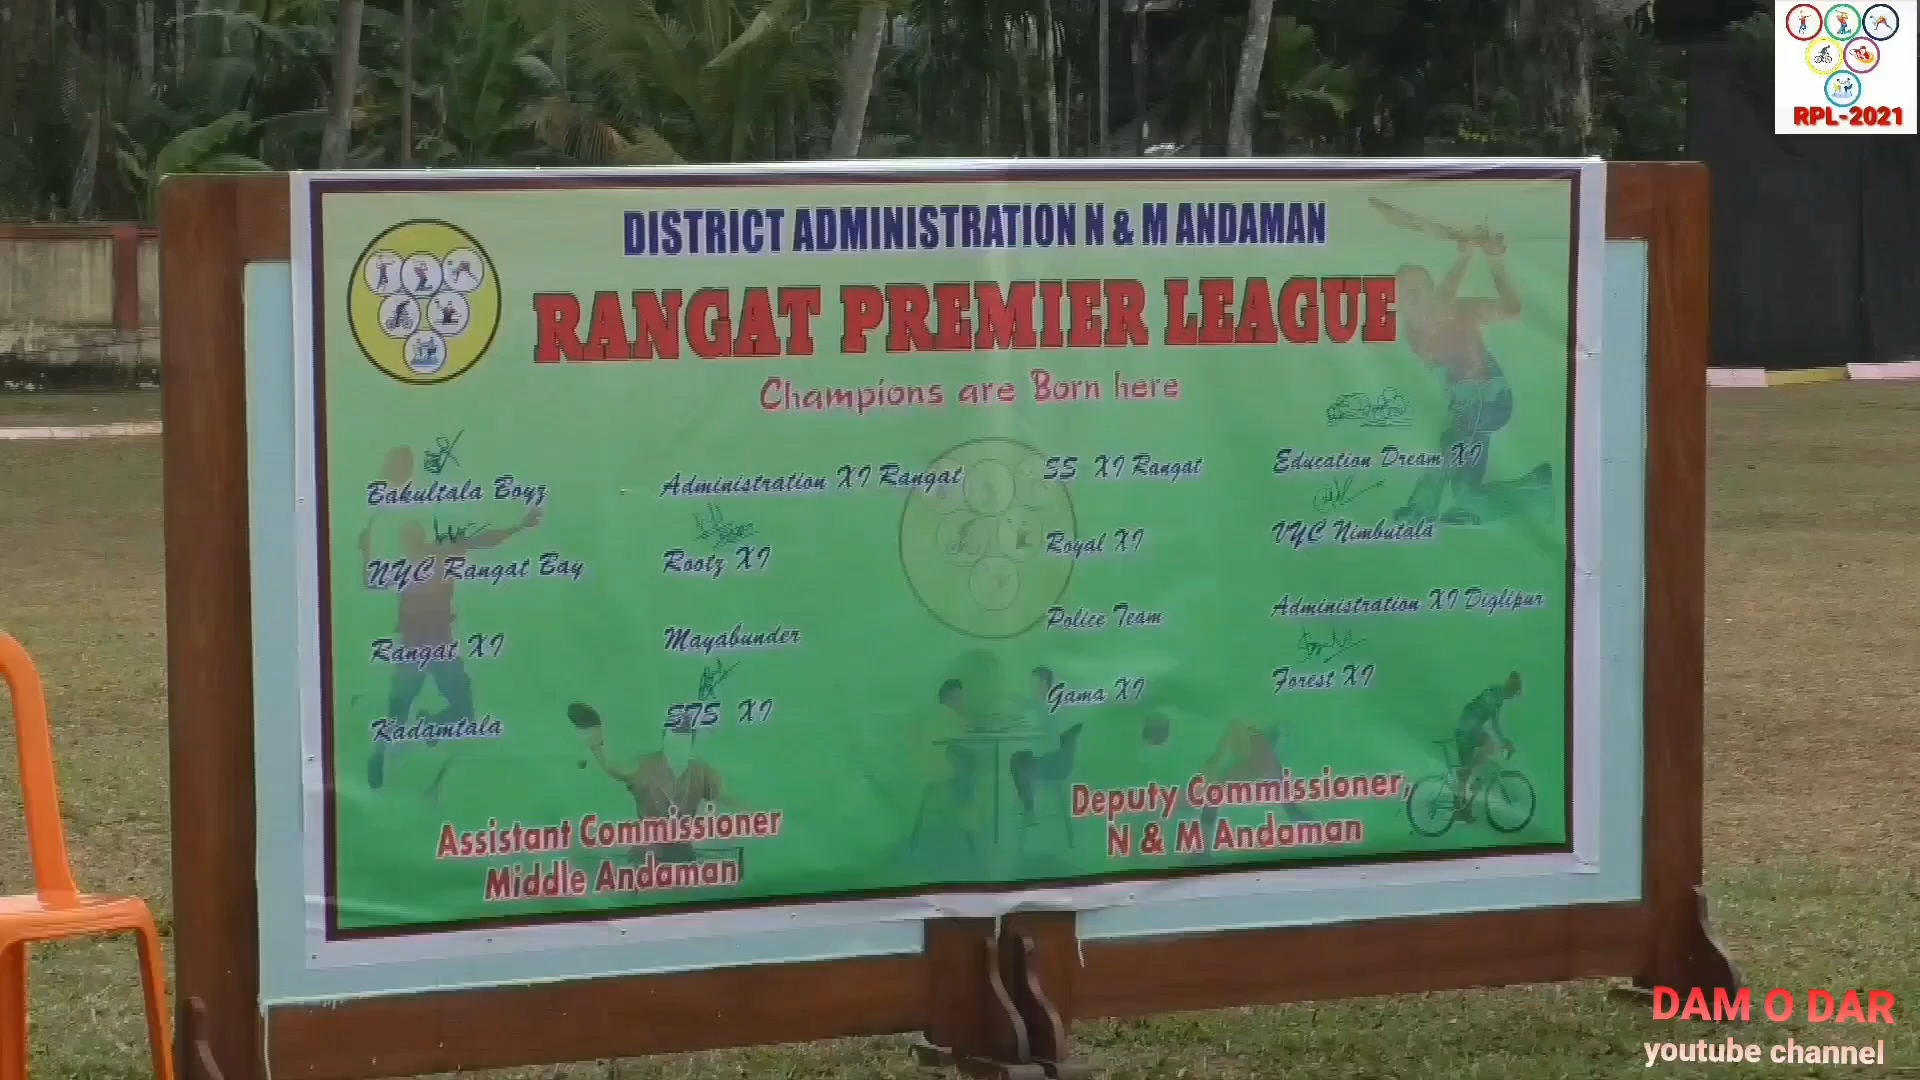 RPL-2021
DISTRICT ADMINISTRATION N & M ANDAMAN
RANGAT PREMIER LEAGUE
Champions are Born here
Bakultala Boyz
Administration XI Rangat
SS XI Rangat
Education Dream XI
NYC Rangat Bay
Rootz XI
Royal XI
VYC Nimbutala
Rangat XI
Mayabunder
Police Team
Administration XI Diglipur
Kadamtala
STS XI
Gama XI
Forest XI
Assistant Commissioner
Middle Andaman
Deputy Commissioner,
N & M Andaman
DAM O DAR
youtube channel